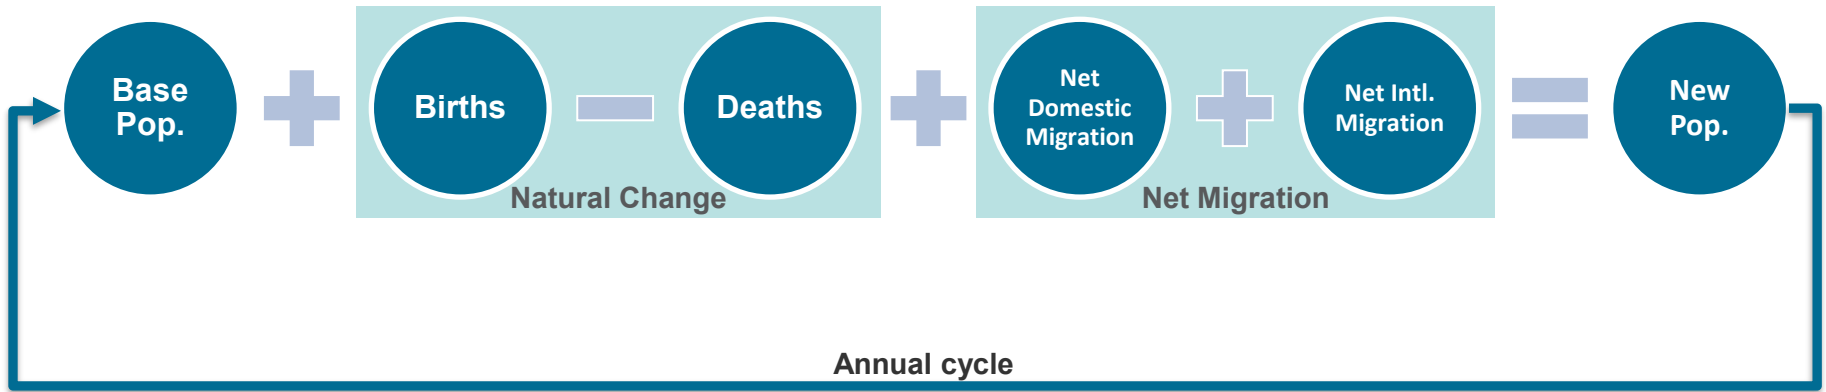 Base
Pop.
Births
Deaths
Natural Change
Net
Domestic
Migration
Net Intl.
Migration
Net Migration
New
Pop.
Annual cycle